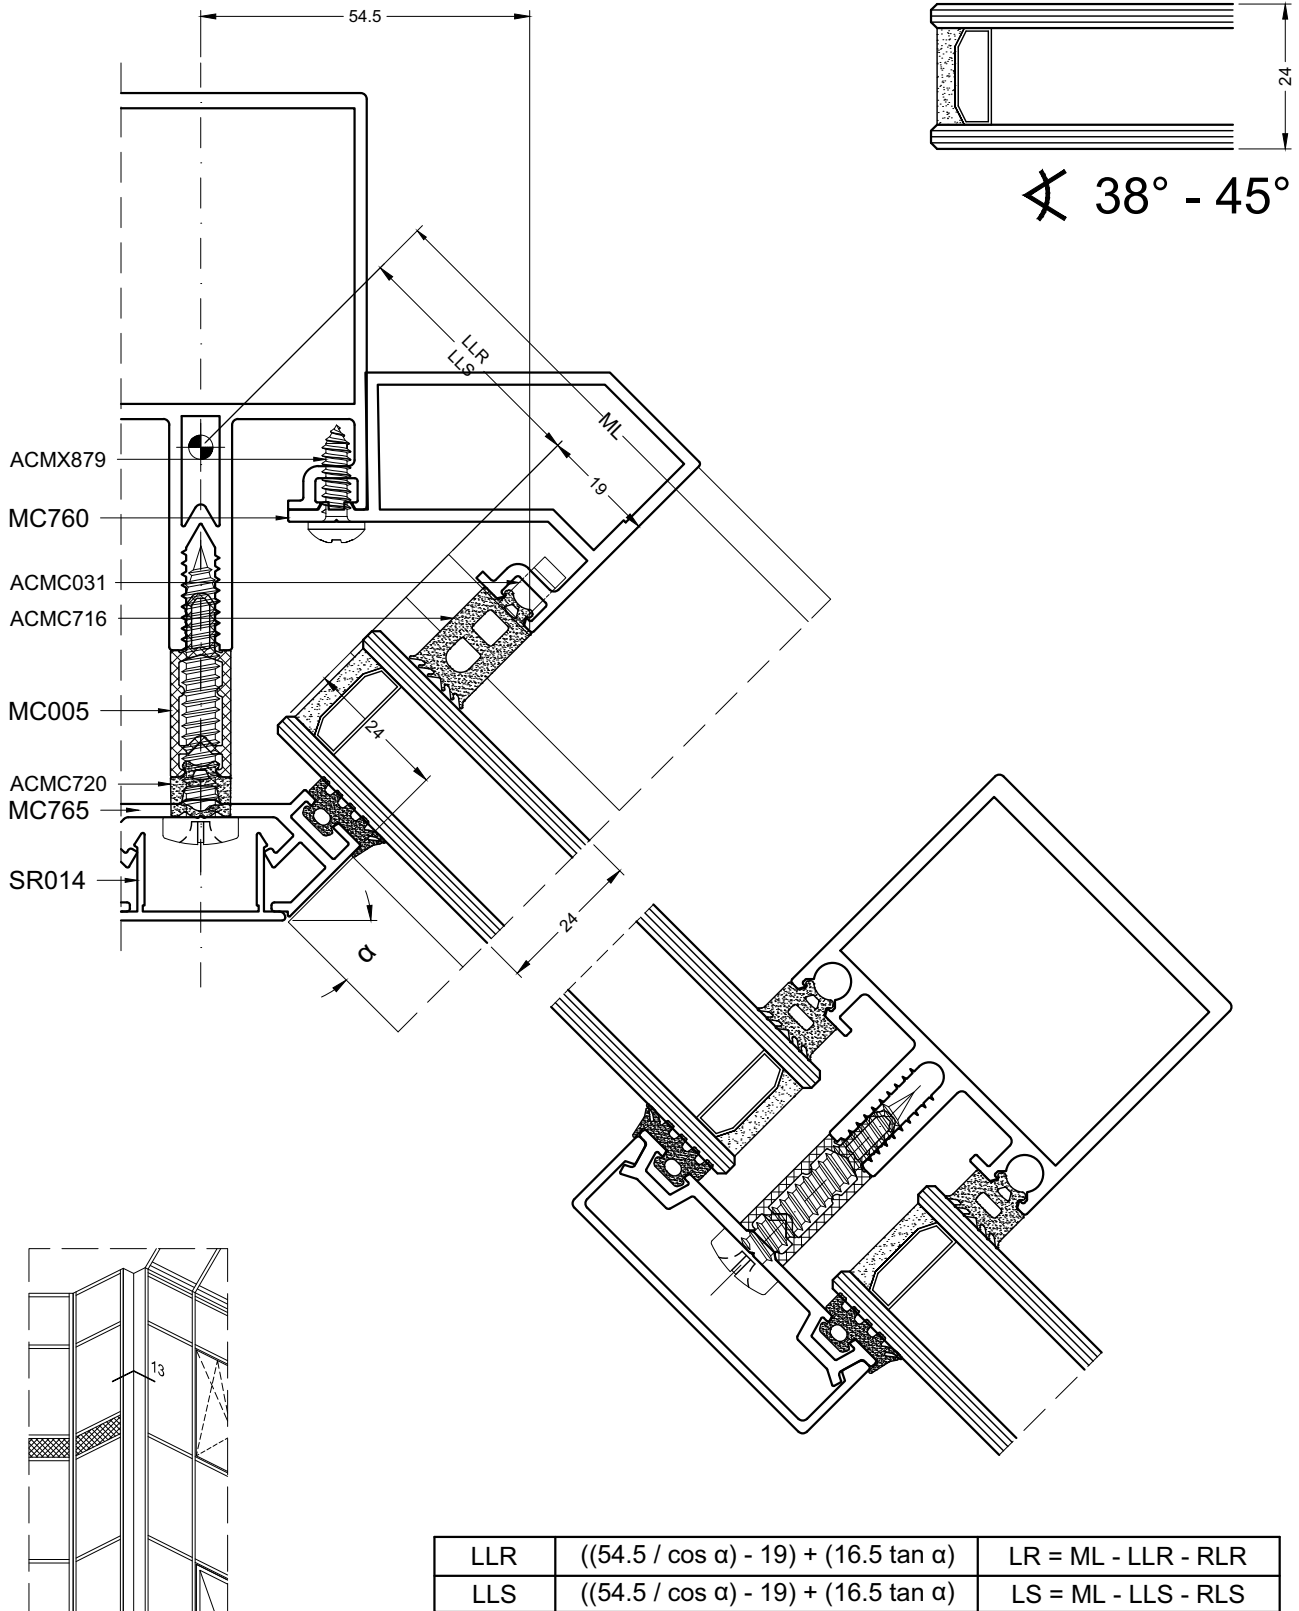 54.5
24
38° - 45°
LLR
LLS
ML
19
ACMX879
MC760
ACMC031
ACMC716
MC005
24
ACMC720
MC765
SR014
24
α
13
LLR ((54.5 / cos α) - 19) + (16.5 tan α) LR = ML - LLR - RLR
LLS ((54.5 / cos α) - 19) + (16.5 tan α) LS = ML - LLS - RLS